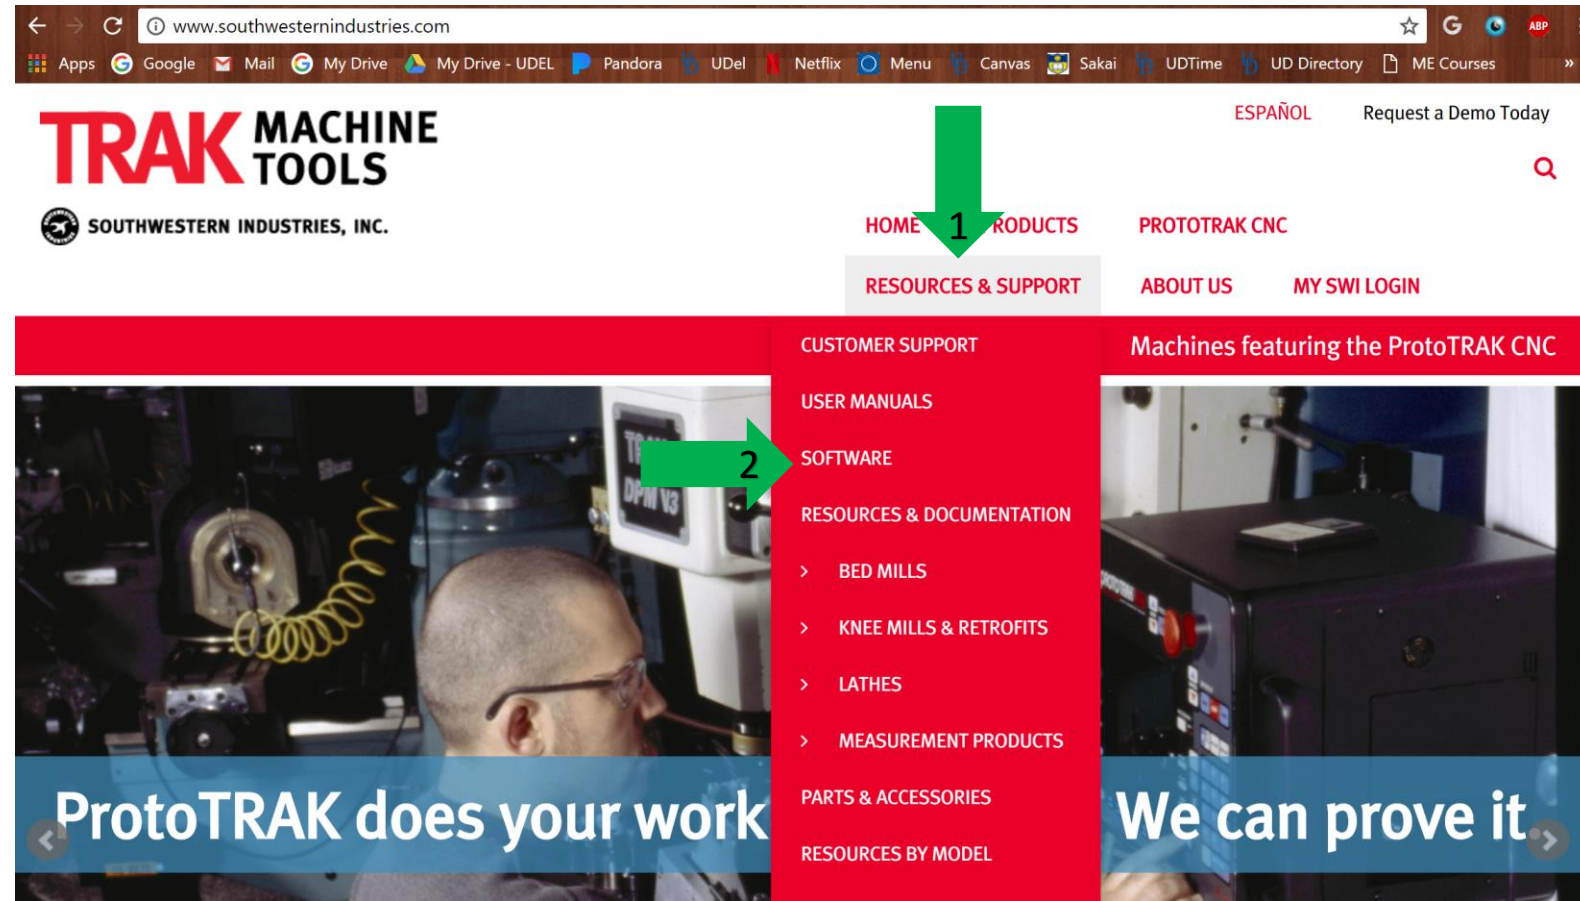 www.southwesternindustries.com
ABP
Apps Google Mail My Drive My Drive - UDEL Pandora UDel Netflix Menu Canvas Sakai UDTime UD Directory ME Courses »
TRAK MACHINE TOOLS
SOUTHWESTERN INDUSTRIES, INC.
ESPAÑOL Request a Demo Today
HOME 1 RODUCTS PROTOTRAK CNC
RESOURCES & SUPPORT ABOUT US MY SWI LOGIN
Machines featuring the ProtoTRAK CNC
CUSTOMER SUPPORT
USER MANUALS
2 SOFTWARE
RESOURCES & DOCUMENTATION
> BED MILLS
> KNEE MILLS & RETROFITS
> LATHES
> MEASUREMENT PRODUCTS
PARTS & ACCESSORIES
RESOURCES BY MODEL
DPM V3
ProtoTRAK does your work We can prove it